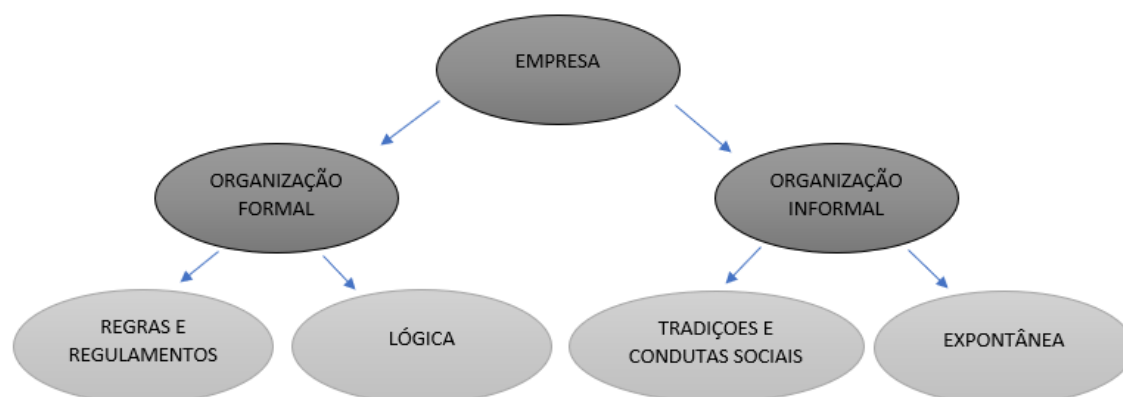 EMPRESA
ORGANIZAÇÃO
FORMAL
ORGANIZAÇÃO
INFORMAL
REGRAS E
REGULAMENTOS
LÓGICA
TRADIÇOES E
CONDUTAS SOCIAIS
EXPONTÂNEA